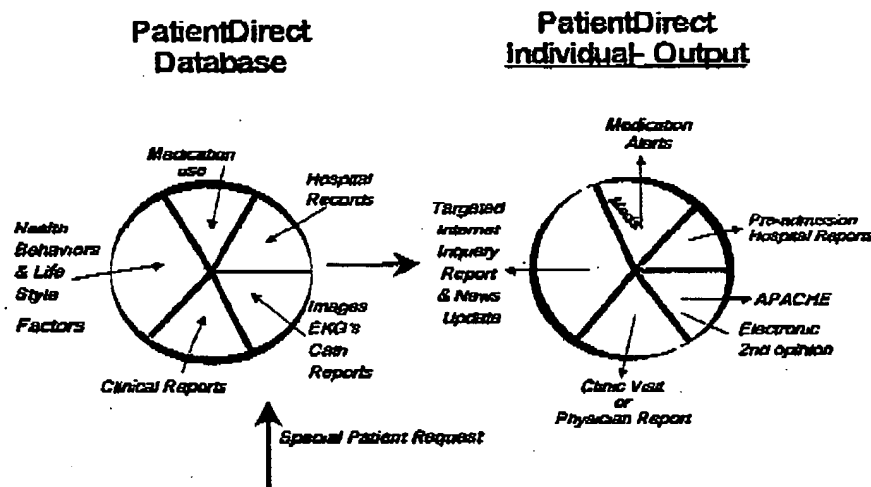 PatientDirect
Database
PatientDirect
Individual- Output
Medication
use
Hospital
Records
Health
Behaviors
& Life
Style
Factors
Images
EKG's
Cath
Reports
Clinical Reports
Special Patient Request
Medication
Alerts
Meds
Targeted
Internet
Inquiry
Report
& News
Update
Pre-admission
Hospital Reports
APACHE
Electronic
2nd opinion
Clinic Visit
or
Physician Report